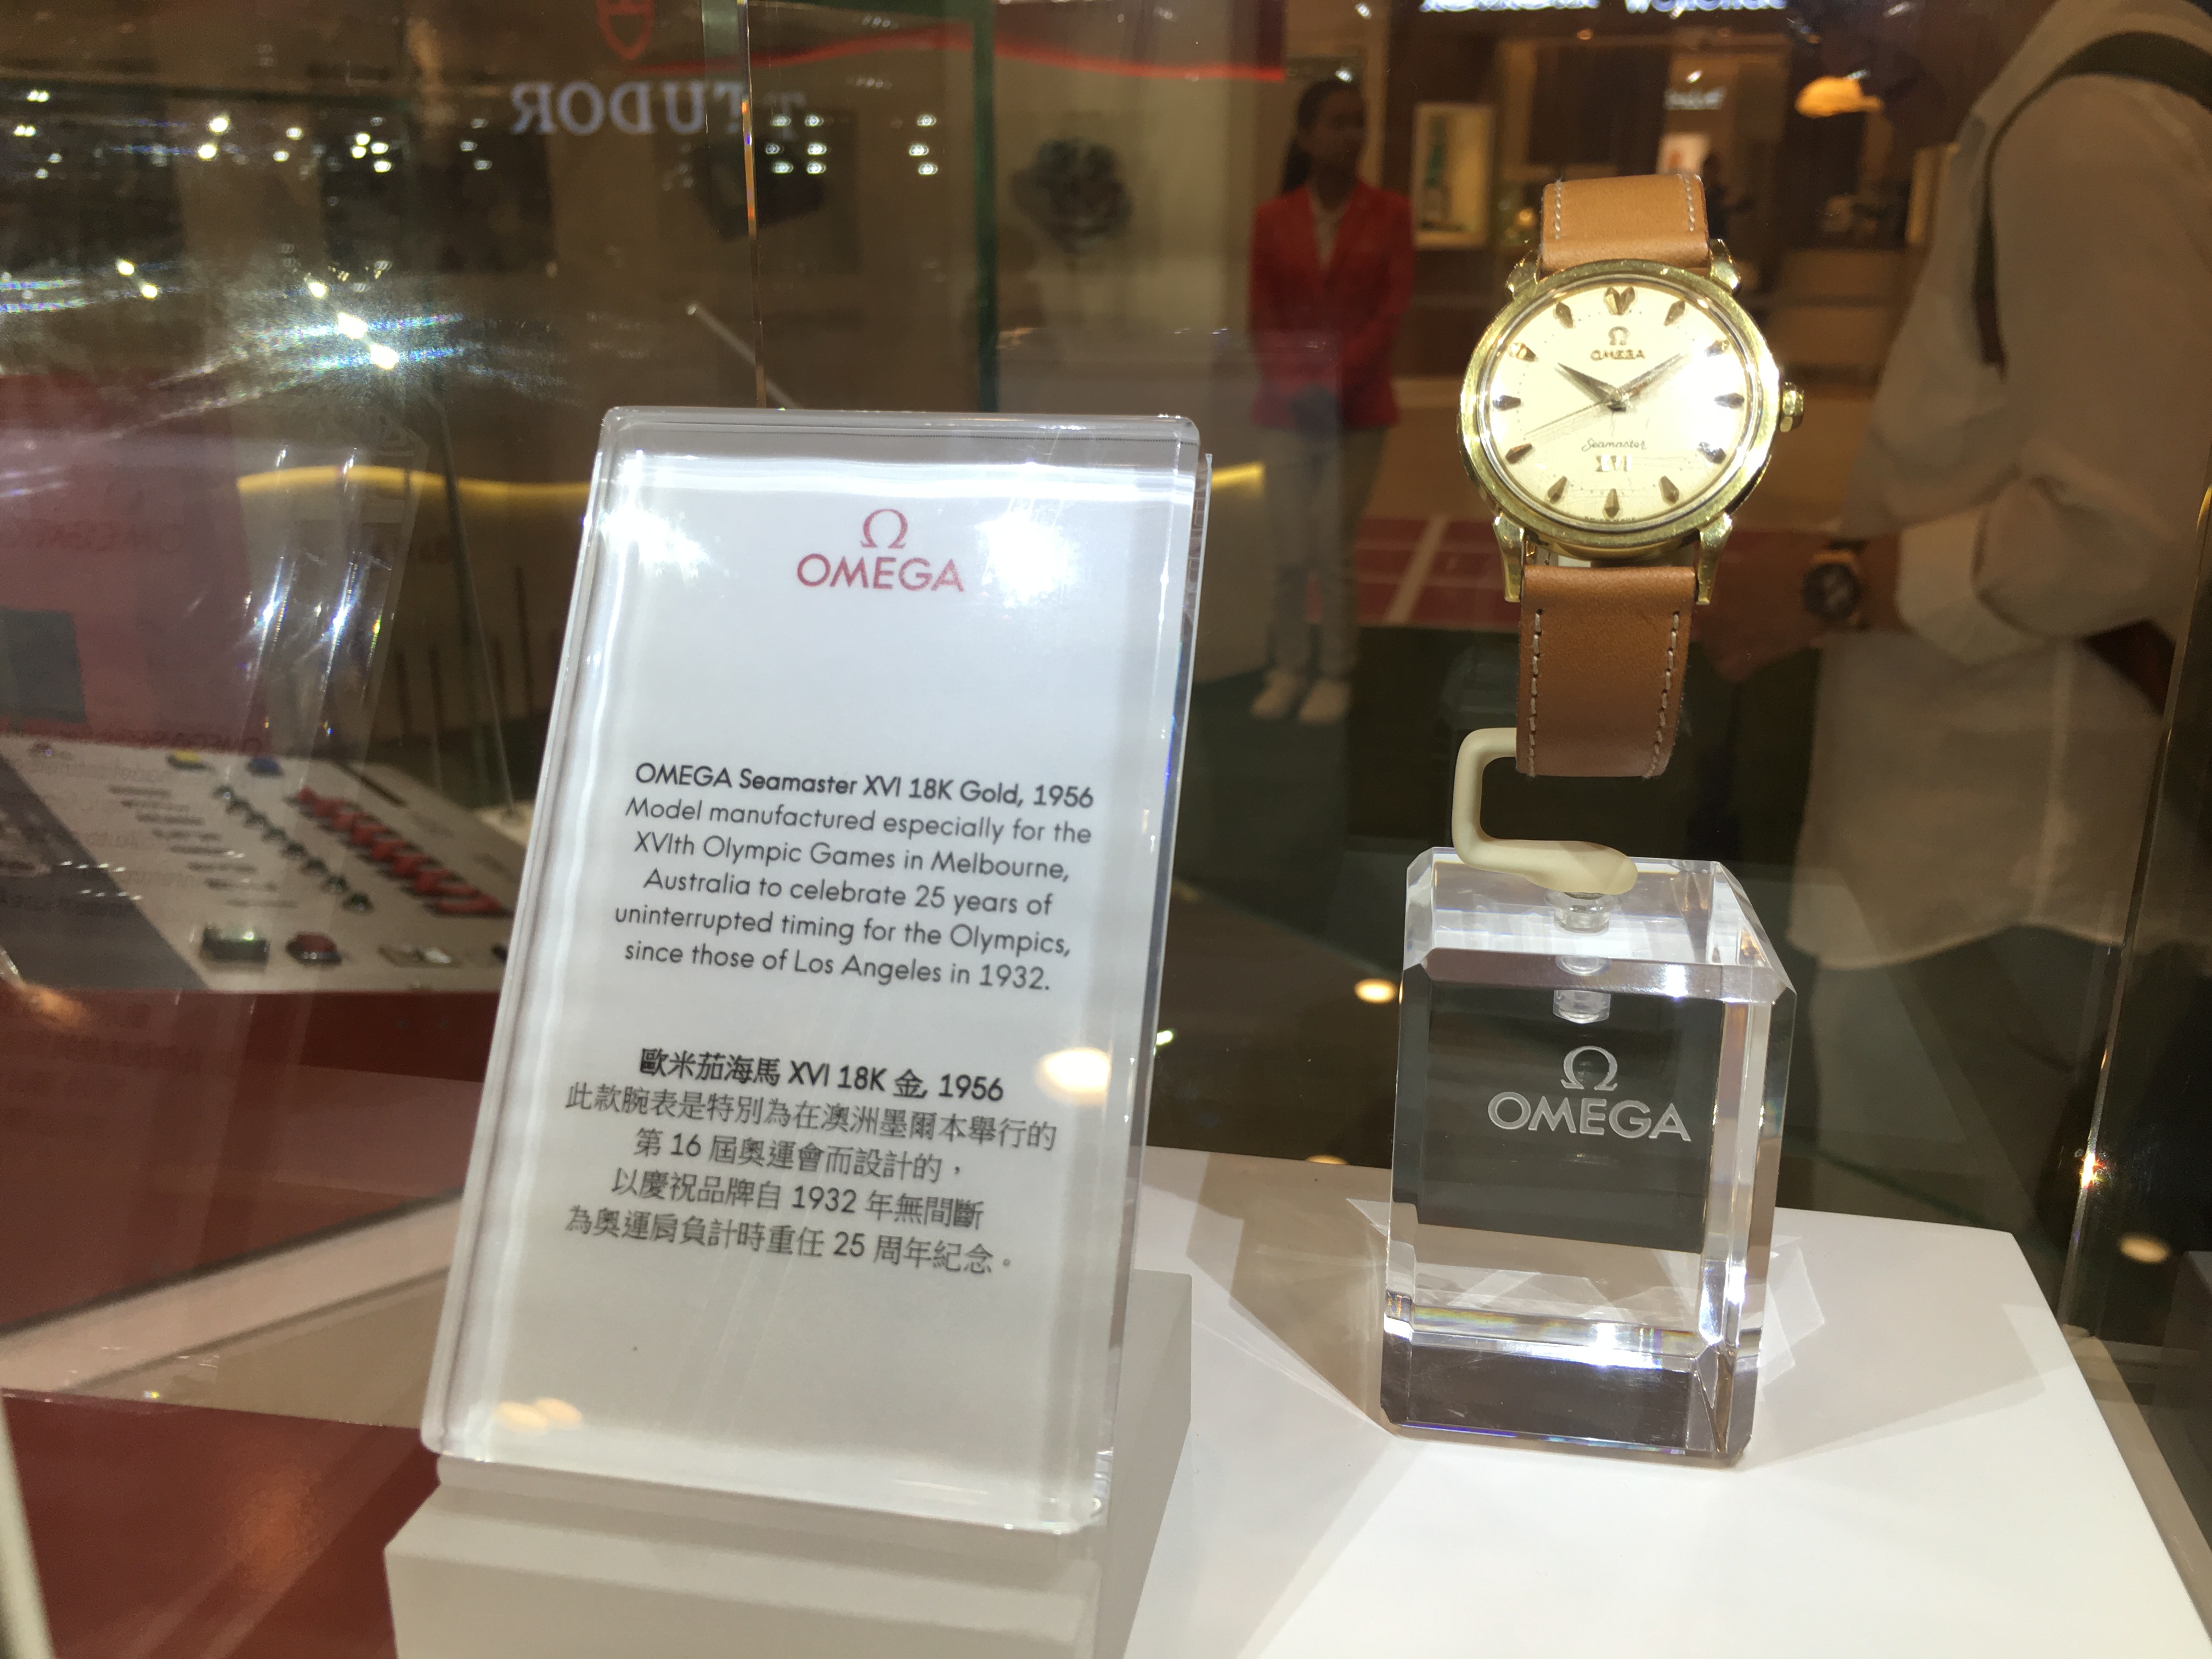 TUDOR
Ω
OMEGA
OMEGA Seamaster XVI 18K Gold, 1956
Model manufactured especially for the
XVIth Olympic Games in Melbourne,
Australia to celebrate 25 years of
uninterrupted timing for the Olympics,
since those of Los Angeles in 1932.
歐米茄海馬 XVI 18K 金, 1956
此款腕表是特別為在澳洲墨爾本舉行的
第 16 屆奧運會而設計的，
以慶祝品牌自 1932 年無間斷
為奧運肩負計時重任 25 周年紀念。
Ω
OMEGA
Seamaster
XVI
Ω
OMEGA